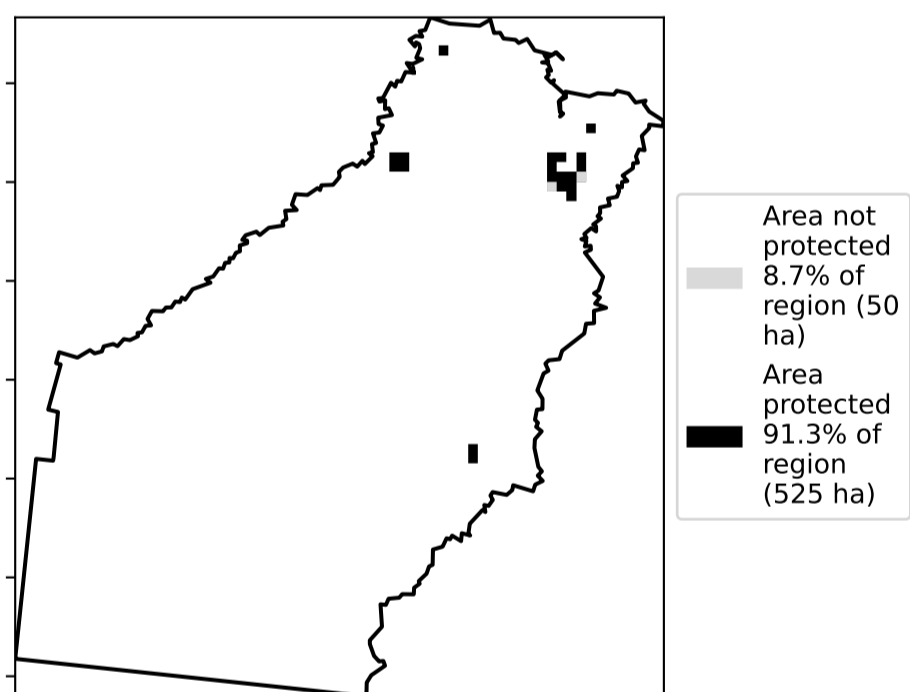 Area not
protected
8.7% of
region (50
ha)
Area
protected
91.3% of
region
(525 ha)